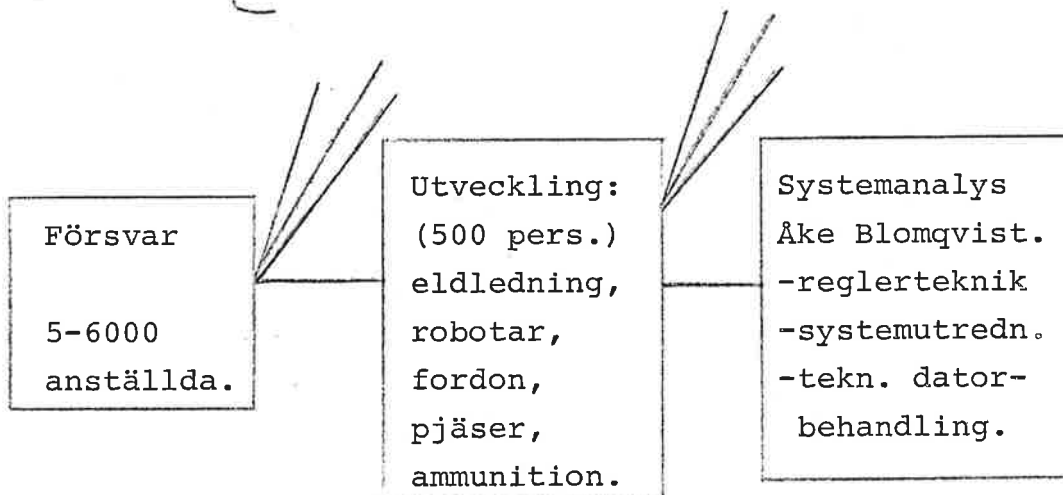 Försvar
5-6000
anställda.
Utveckling:
(500 pers.)
eldledning,
robotar,
fordon,
pjäser,
ammunition.
Systemanalys
Åke Blomqvist.
-reglerteknik
-systemutredn.
-tekn. dator-
behandling.